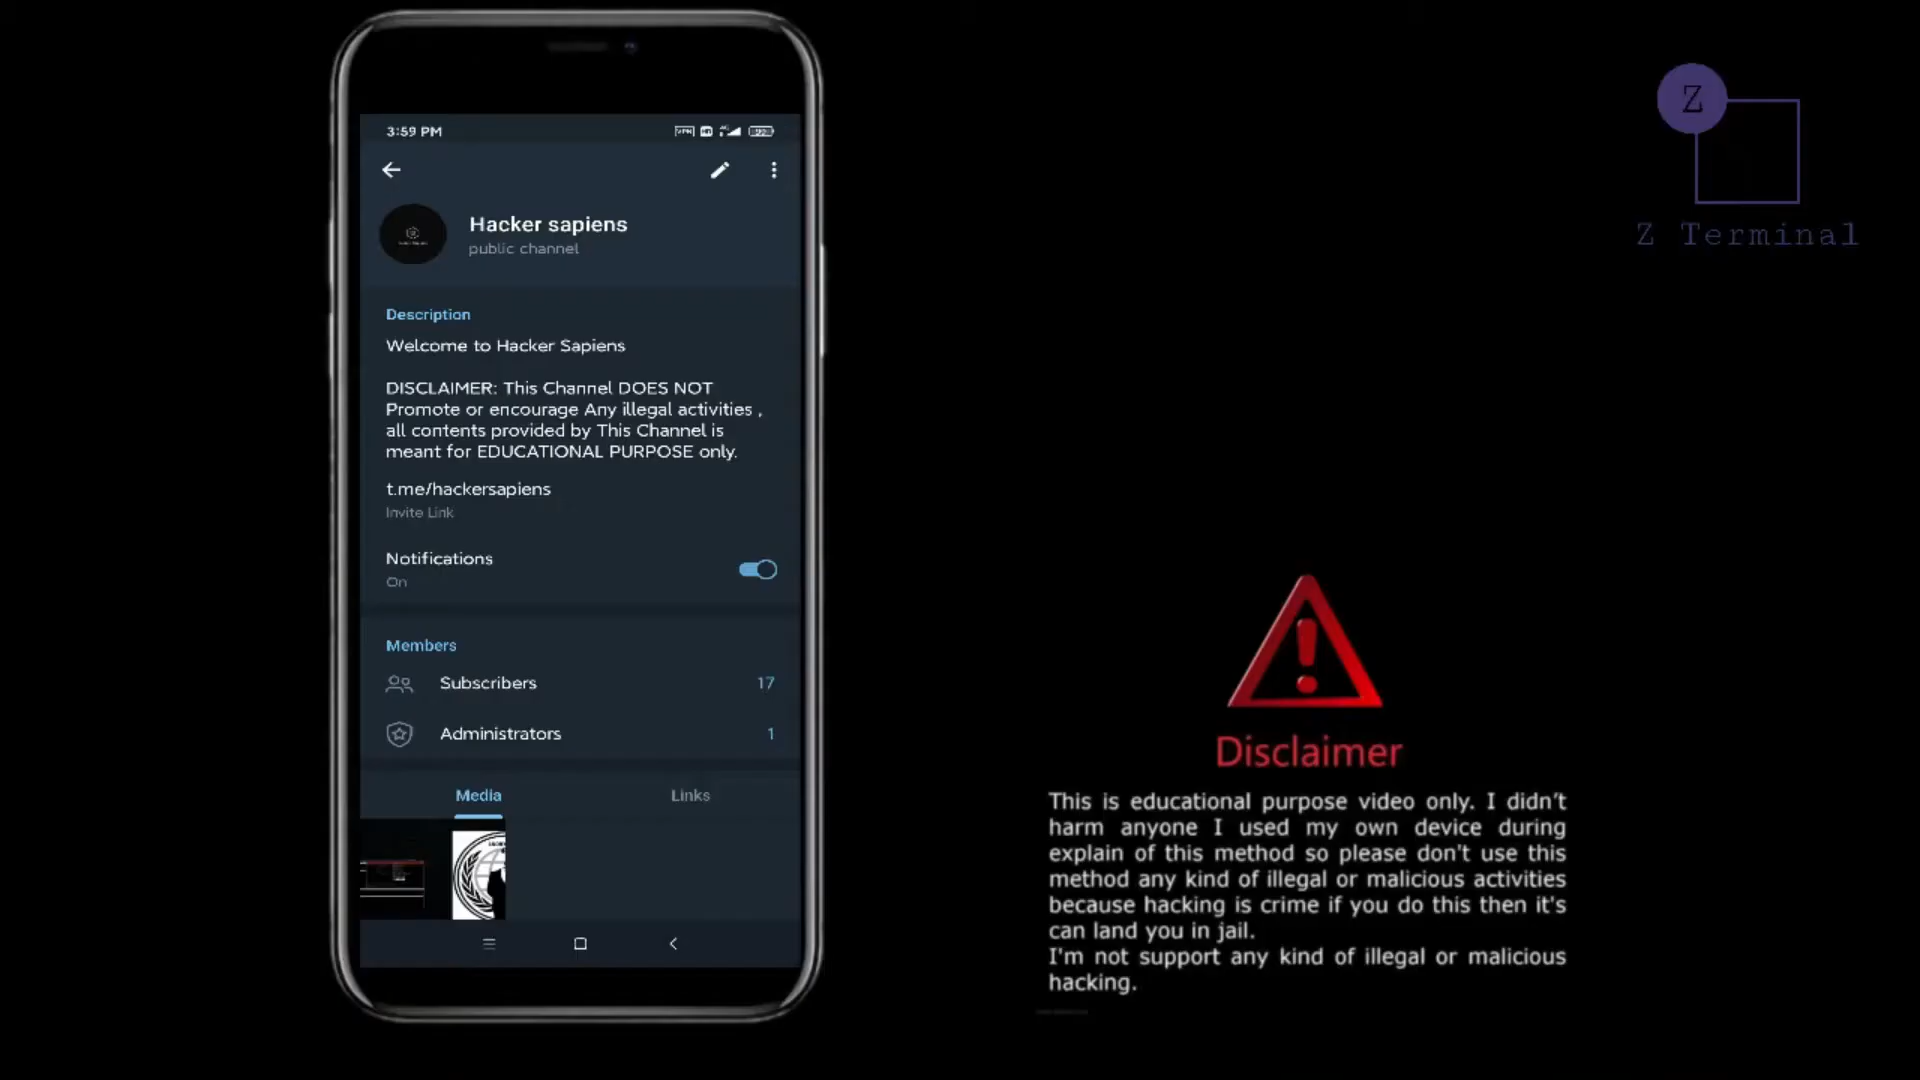 3:59 PM
VPN
Hacker sapiens
public channel
Description
Welcome to Hacker Sapiens
DISCLAIMER: This Channel DOES NOT
Promote or encourage Any illegal activities ,
all contents provided by This Channel is
meant for EDUCATIONAL PURPOSE only.
t.me/hackersapiens
Invite Link
Notifications
On
Members
Subscribers 17
Administrators 1
Media Links
Z
Z Terminal
Disclaimer
This is educational purpose video only. I didn't
harm anyone I used my own device during
explain of this method so please don't use this
method any kind of illegal or malicious activities
because hacking is crime if you do this then it's
can land you in jail.
I'm not support any kind of illegal or malicious
hacking.